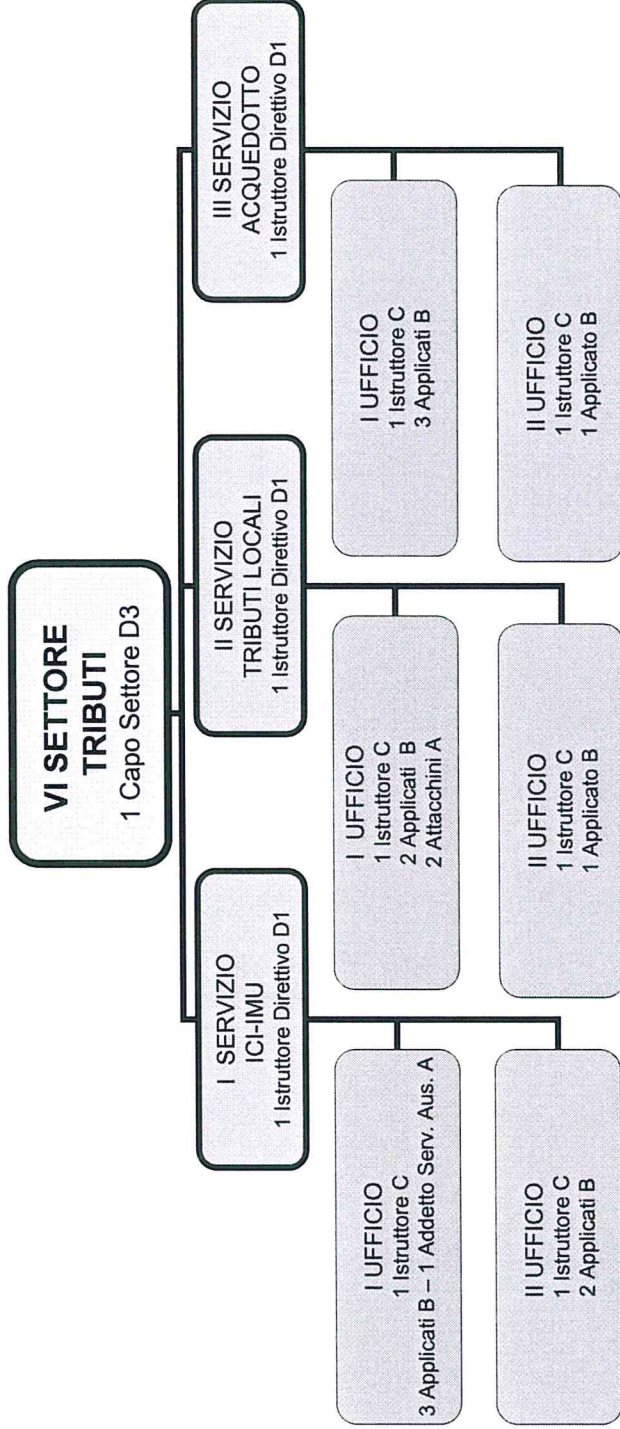 VI SETTORE
TRIBUTI
1 Capo Settore D3
I SERVIZIO
ICI-IMU
1 Istruttore Direttivo D1
I UFFICIO
1 Istruttore C
3 Applicati B – 1 Addetto Serv. Aus. A
II UFFICIO
1 Istruttore C
2 Applicati B
II SERVIZIO
TRIBUTI LOCALI
1 Istruttore Direttivo D1
I UFFICIO
1 Istruttore C
2 Applicati B
2 Attacchini A
II UFFICIO
1 Istruttore C
1 Applicato B
III SERVIZIO
ACQUEDOTTO
1 Istruttore Direttivo D1
I UFFICIO
1 Istruttore C
3 Applicati B
II UFFICIO
1 Istruttore C
1 Applicato B